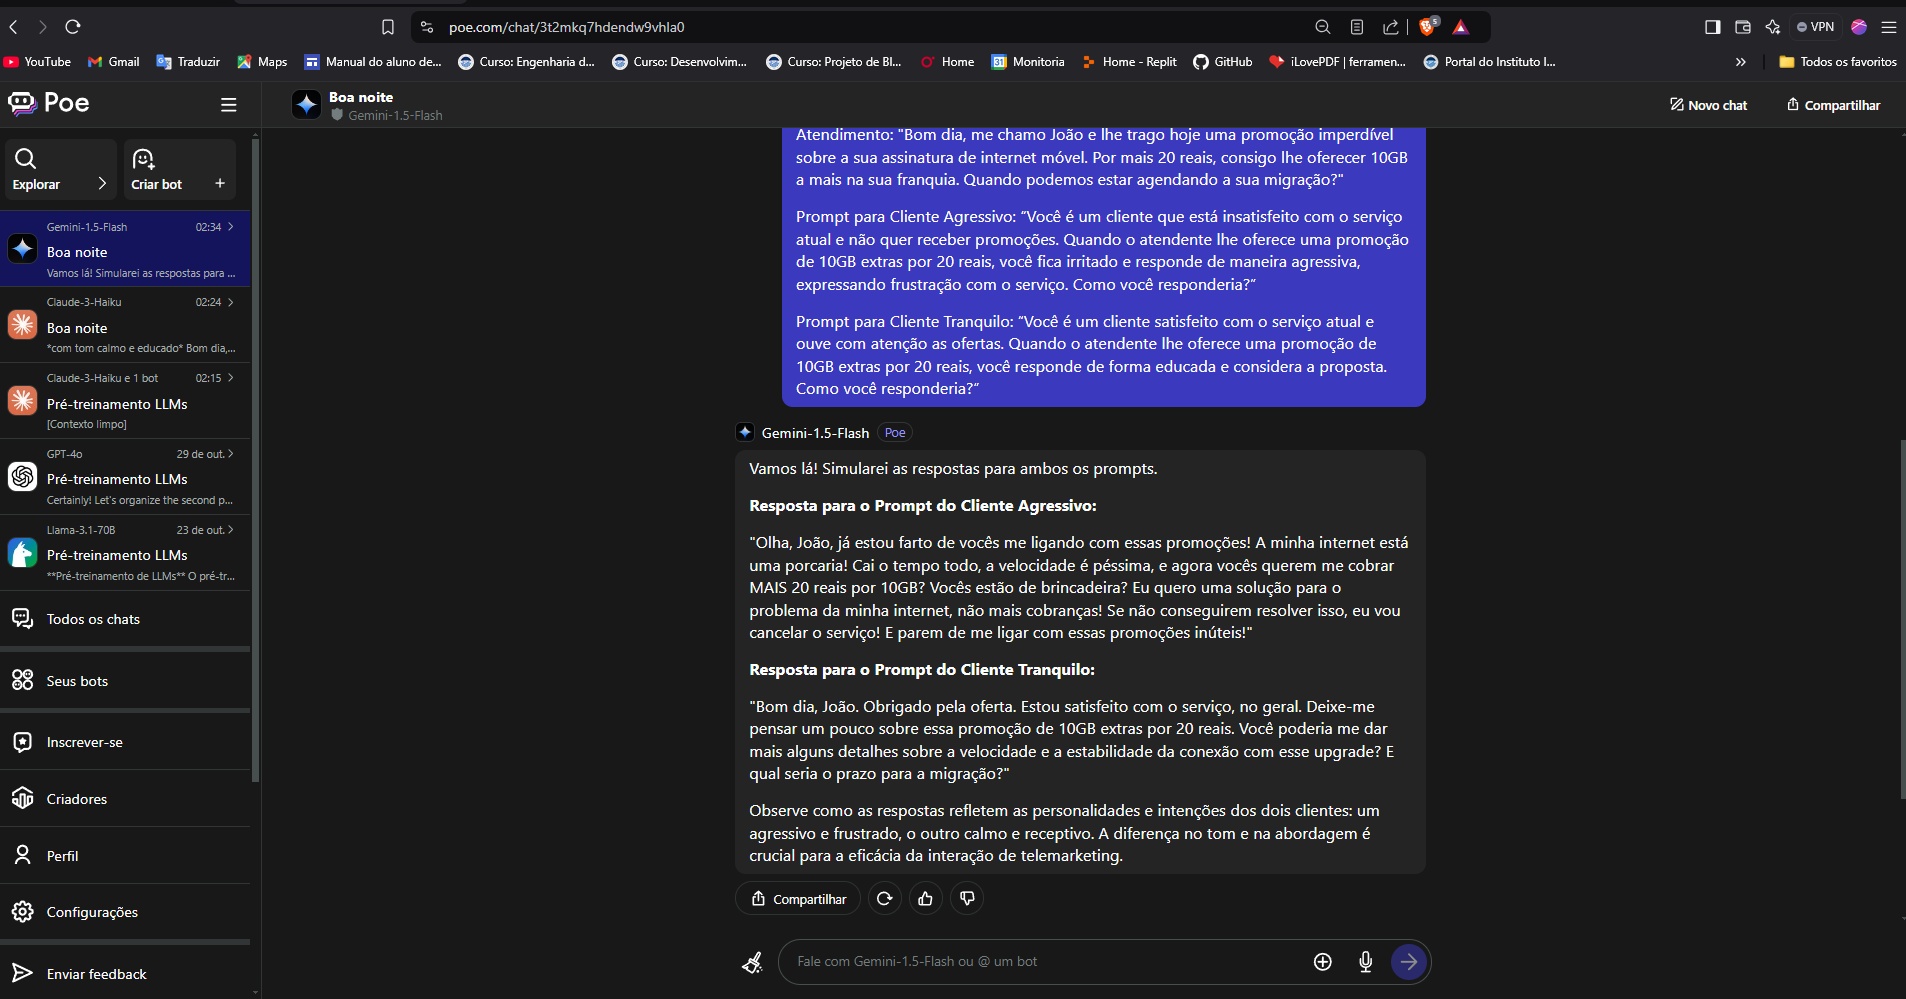 poe.com/chat/3t2mkq7hdendw9vhla0
5
VPN
YouTube
Gmail
Traduzir
Maps
Manual do aluno de...
Curso: Engenharia d...
Curso: Desenvolvim...
Curso: Projeto de BI...
Home
31
Monitoria
Home - Replit
GitHub
iLovePDF | ferramen...
Portal do Instituto I...
»
Todos os favoritos
Poe
Boa noite
Gemini-1.5-Flash
Novo chat
Compartilhar
Explorar
Criar bot
Gemini-1.5-Flash 02:34
Boa noite
Vamos lá! Simularei as respostas para ...
Claude-3-Haiku 02:24
Boa noite
*com tom calmo e educado* Bom dia,...
Claude-3-Haiku e 1 bot 02:15
Pré-treinamento LLMs
[Contexto limpo]
GPT-4o 29 de out.
Pré-treinamento LLMs
Certainly! Let's organize the second p...
Llama-3.1-70B 23 de out.
Pré-treinamento LLMs
**Pré-treinamento de LLMs** O pré-tr...
Todos os chats
Seus bots
Inscrever-se
Criadores
Perfil
Configurações
Enviar feedback
Atendimento: "Bom dia, me chamo João e lhe trago hoje uma promoção imperdível
sobre a sua assinatura de internet móvel. Por mais 20 reais, consigo lhe oferecer 10GB
a mais na sua franquia. Quando podemos estar agendando a sua migração?"
Prompt para Cliente Agressivo: “Você é um cliente que está insatisfeito com o serviço
atual e não quer receber promoções. Quando o atendente lhe oferece uma promoção
de 10GB extras por 20 reais, você fica irritado e responde de maneira agressiva,
expressando frustração com o serviço. Como você responderia?”
Prompt para Cliente Tranquilo: “Você é um cliente satisfeito com o serviço atual e
ouve com atenção as ofertas. Quando o atendente lhe oferece uma promoção de
10GB extras por 20 reais, você responde de forma educada e considera a proposta.
Como você responderia?”
Gemini-1.5-Flash Poe
Vamos lá! Simularei as respostas para ambos os prompts.
Resposta para o Prompt do Cliente Agressivo:
"Olha, João, já estou farto de vocês me ligando com essas promoções! A minha internet está
uma porcaria! Cai o tempo todo, a velocidade é péssima, e agora vocês querem me cobrar
MAIS 20 reais por 10GB? Vocês estão de brincadeira? Eu quero uma solução para o
problema da minha internet, não mais cobranças! Se não conseguirem resolver isso, eu vou
cancelar o serviço! E parem de me ligar com essas promoções inúteis!"
Resposta para o Prompt do Cliente Tranquilo:
"Bom dia, João. Obrigado pela oferta. Estou satisfeito com o serviço, no geral. Deixe-me
pensar um pouco sobre essa promoção de 10GB extras por 20 reais. Você poderia me dar
mais alguns detalhes sobre a velocidade e a estabilidade da conexão com esse upgrade? E
qual seria o prazo para a migração?"
Observe como as respostas refletem as personalidades e intenções dos dois clientes: um
agressivo e frustrado, o outro calmo e receptivo. A diferença no tom e na abordagem é
crucial para a eficácia da interação de telemarketing.
Compartilhar
Fale com Gemini-1.5-Flash ou @ um bot